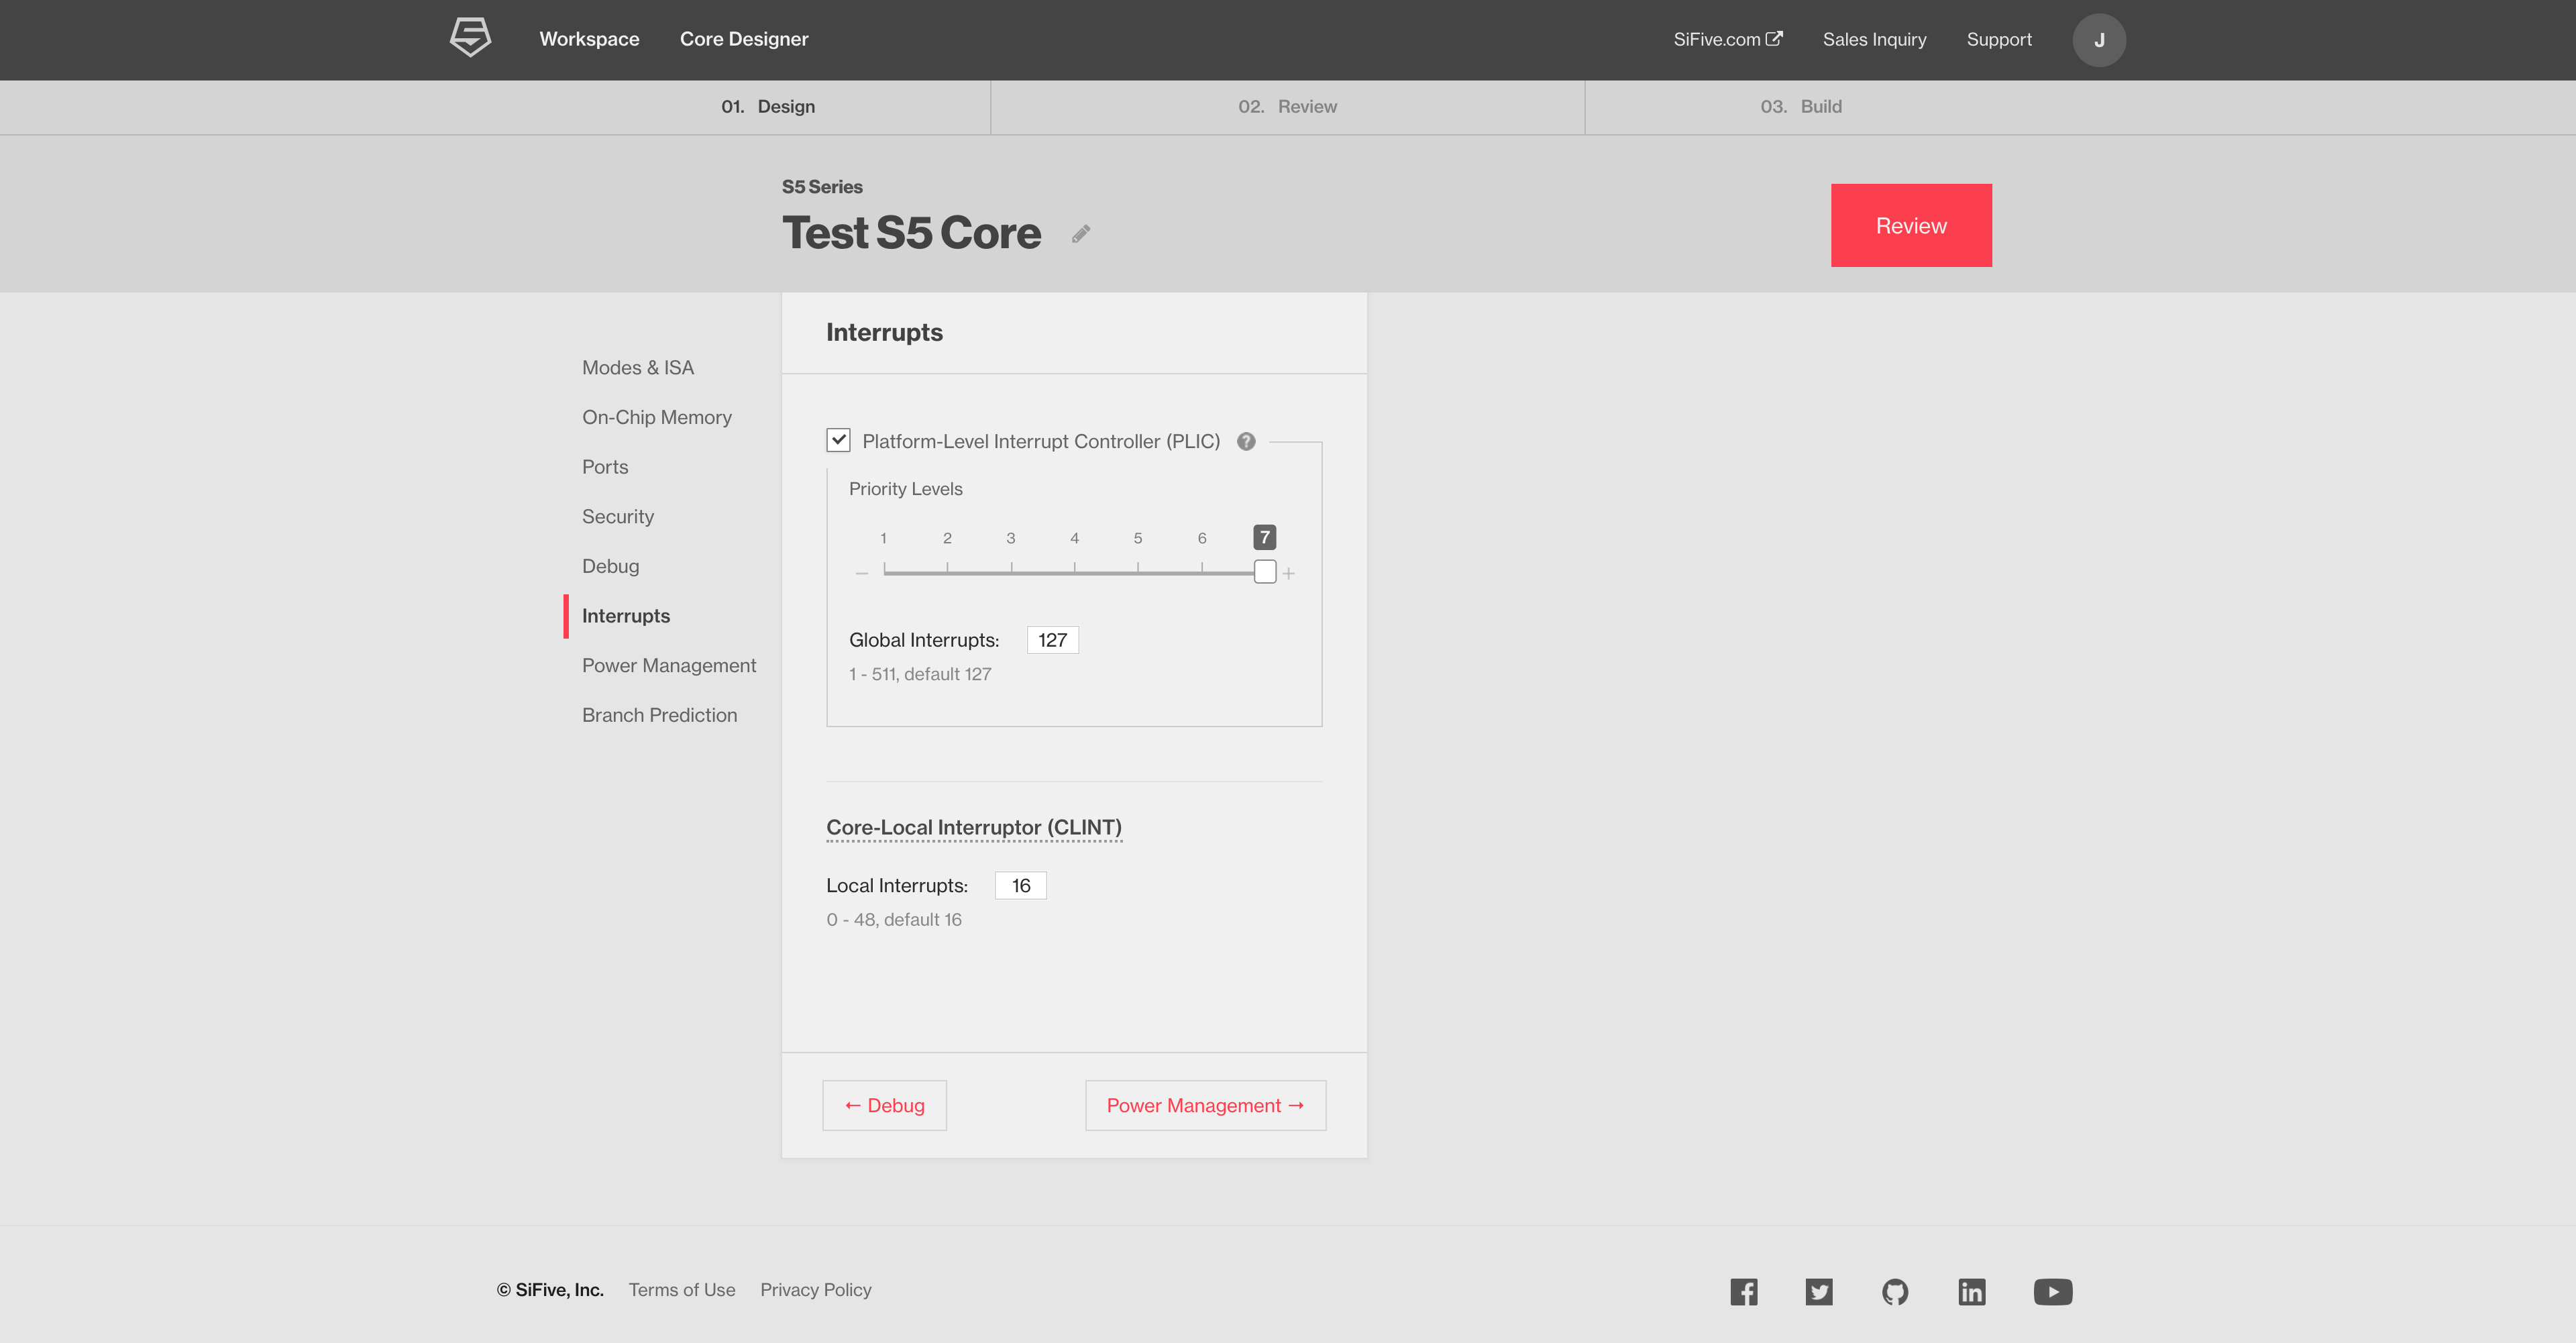 Workspace Core Designer SiFive.com Sales Inquiry Support J
01. Design 02. Review 03. Build
S5 Series
Test S5 Core
Review
Interrupts
Modes & ISA
On-Chip Memory
Ports
Security
Debug
Interrupts
Power Management
Branch Prediction
Platform-Level Interrupt Controller (PLIC) ?
Priority Levels
1 2 3 4 5 6 7
− +
Global Interrupts: 127
1 - 511, default 127
Core-Local Interruptor (CLINT)
Local Interrupts: 16
0 - 48, default 16
← Debug Power Management →
© SiFive, Inc. Terms of Use Privacy Policy